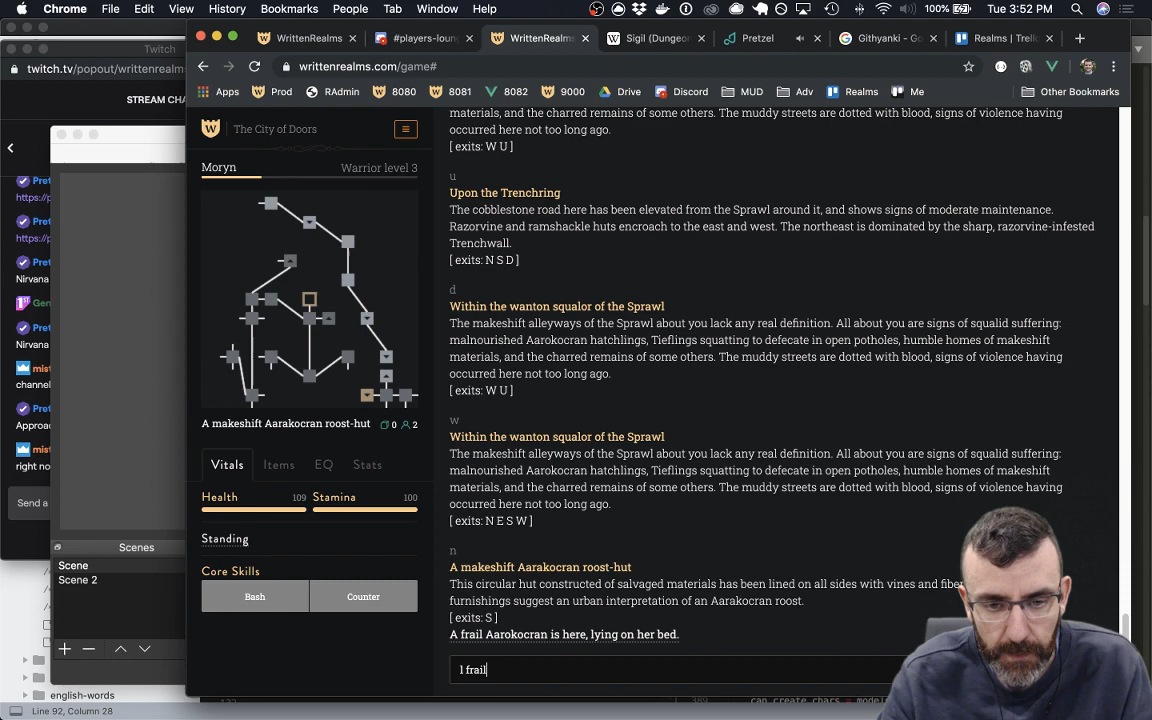 Chrome File Edit View History Bookmarks People Tab Window Help
100% Tue 3:52 PM
Twitch
WrittenRealms
#players-loun
WrittenRealms
Sigil (Dungeo
Pretzel
Githyanki - Go
Realms | Trell
twitch.tv/popout/writtenrealms
writtenrealms.com/game#
Apps Prod RAdmin 8080 8081 8082 9000 Drive Discord MUD Adv Realms Me Other Bookmarks
STREAM CHA
The City of Doors
Moryn Warrior level 3
Pret
https:/
Pret
https:/
Pret
Nirvana
Gen
Pret
Nirvana
mist
channel
Pret
Approa
mist
right no
Send a
A makeshift Aarakocran roost-hut 0 2
Vitals Items EQ Stats
Health 109 Stamina 100
Standing
Core Skills
Bash Counter
Scenes
Scene
Scene 2
english-words
Line 92, Column 28
materials, and the charred remains of some others. The muddy streets are dotted with blood, signs of violence having
occurred here not too long ago.
[ exits: W U ]
u
Upon the Trenchring
The cobblestone road here has been elevated from the Sprawl around it, and shows signs of moderate maintenance.
Razorvine and ramshackle huts encroach to the east and west. The northeast is dominated by the sharp, razorvine-infested
Trenchwall.
[ exits: N S D ]
d
Within the wanton squalor of the Sprawl
The makeshift alleyways of the Sprawl about you lack any real definition. All about you are signs of squalid suffering:
malnourished Aarokocran hatchlings, Tieflings squatting to defecate in open potholes, humble homes of makeshift
materials, and the charred remains of some others. The muddy streets are dotted with blood, signs of violence having
occurred here not too long ago.
[ exits: W U ]
w
Within the wanton squalor of the Sprawl
The makeshift alleyways of the Sprawl about you lack any real definition. All about you are signs of squalid suffering:
malnourished Aarokocran hatchlings, Tieflings squatting to defecate in open potholes, humble homes of makeshift
materials, and the charred remains of some others. The muddy streets are dotted with blood, signs of violence having
occurred here not too long ago.
[ exits: N E S W ]
n
A makeshift Aarakocran roost-hut
This circular hut constructed of salvaged materials has been lined on all sides with vines and fiber
furnishings suggest an urban interpretation of an Aarakocran roost.
[ exits: S ]
A frail Aarokocran is here, lying on her bed.
l frail
389 can_create_chars = model